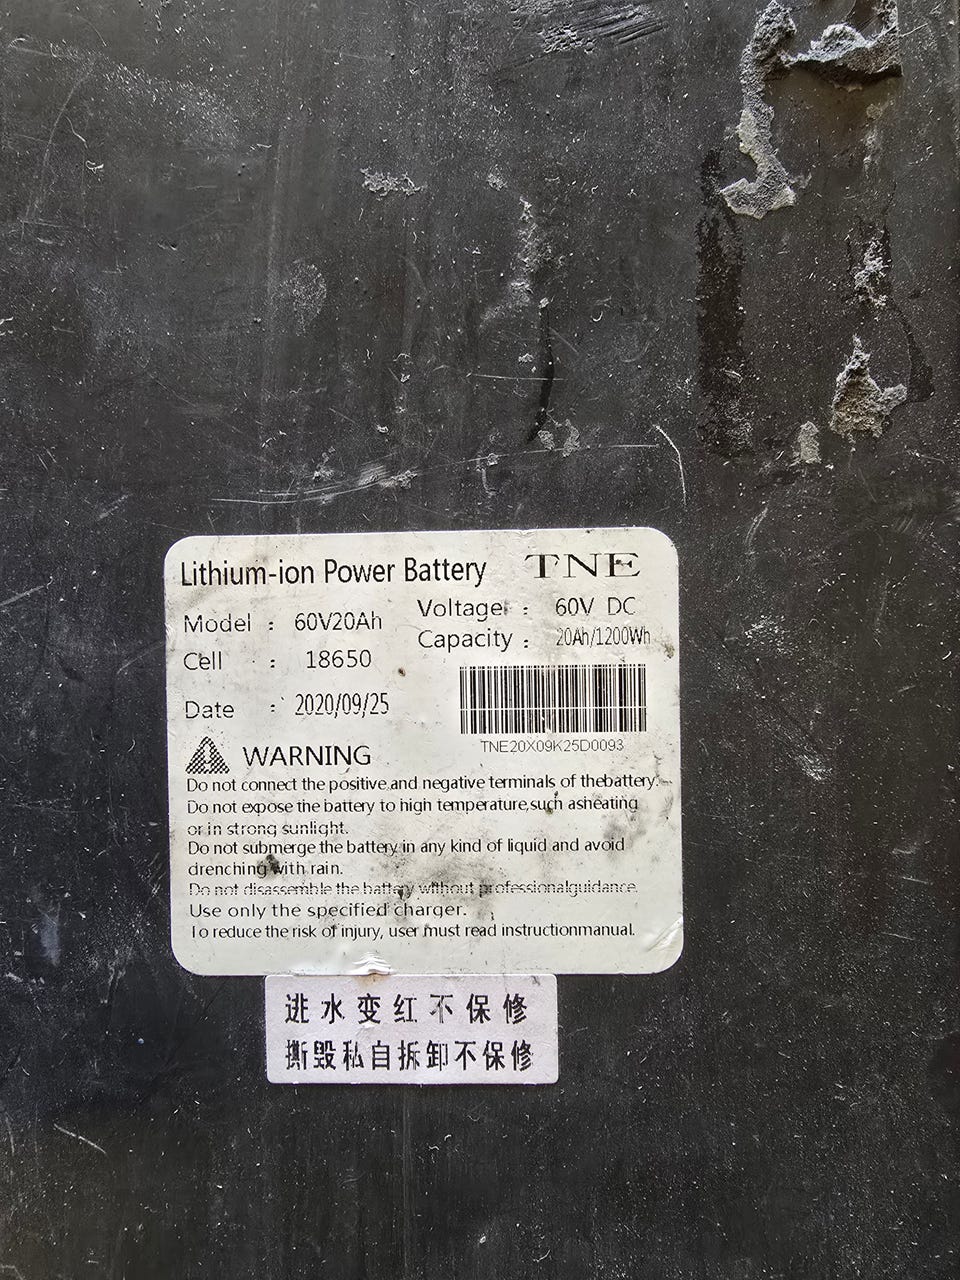 Lithium-ion Power Battery TNE
Model : 60V20Ah
Voltage : 60V DC
Capacity : 20Ah/1200Wh
Cell : 18650
Date : 2020/09/25
TNE20X09K25D0093
WARNING
Do not connect the positive and negative terminals of thebattery.
Do not expose the battery to high temperature,such asheating
or in strong sunlight.
Do not submerge the battery in any kind of liquid and avoid
drenching with rain.
Do not disassemble the battery without professionalguidance.
Use only the specified charger.
To reduce the risk of injury, user must read instructionmanual.
逃水变红不保修
撕毁私自拆卸不保修